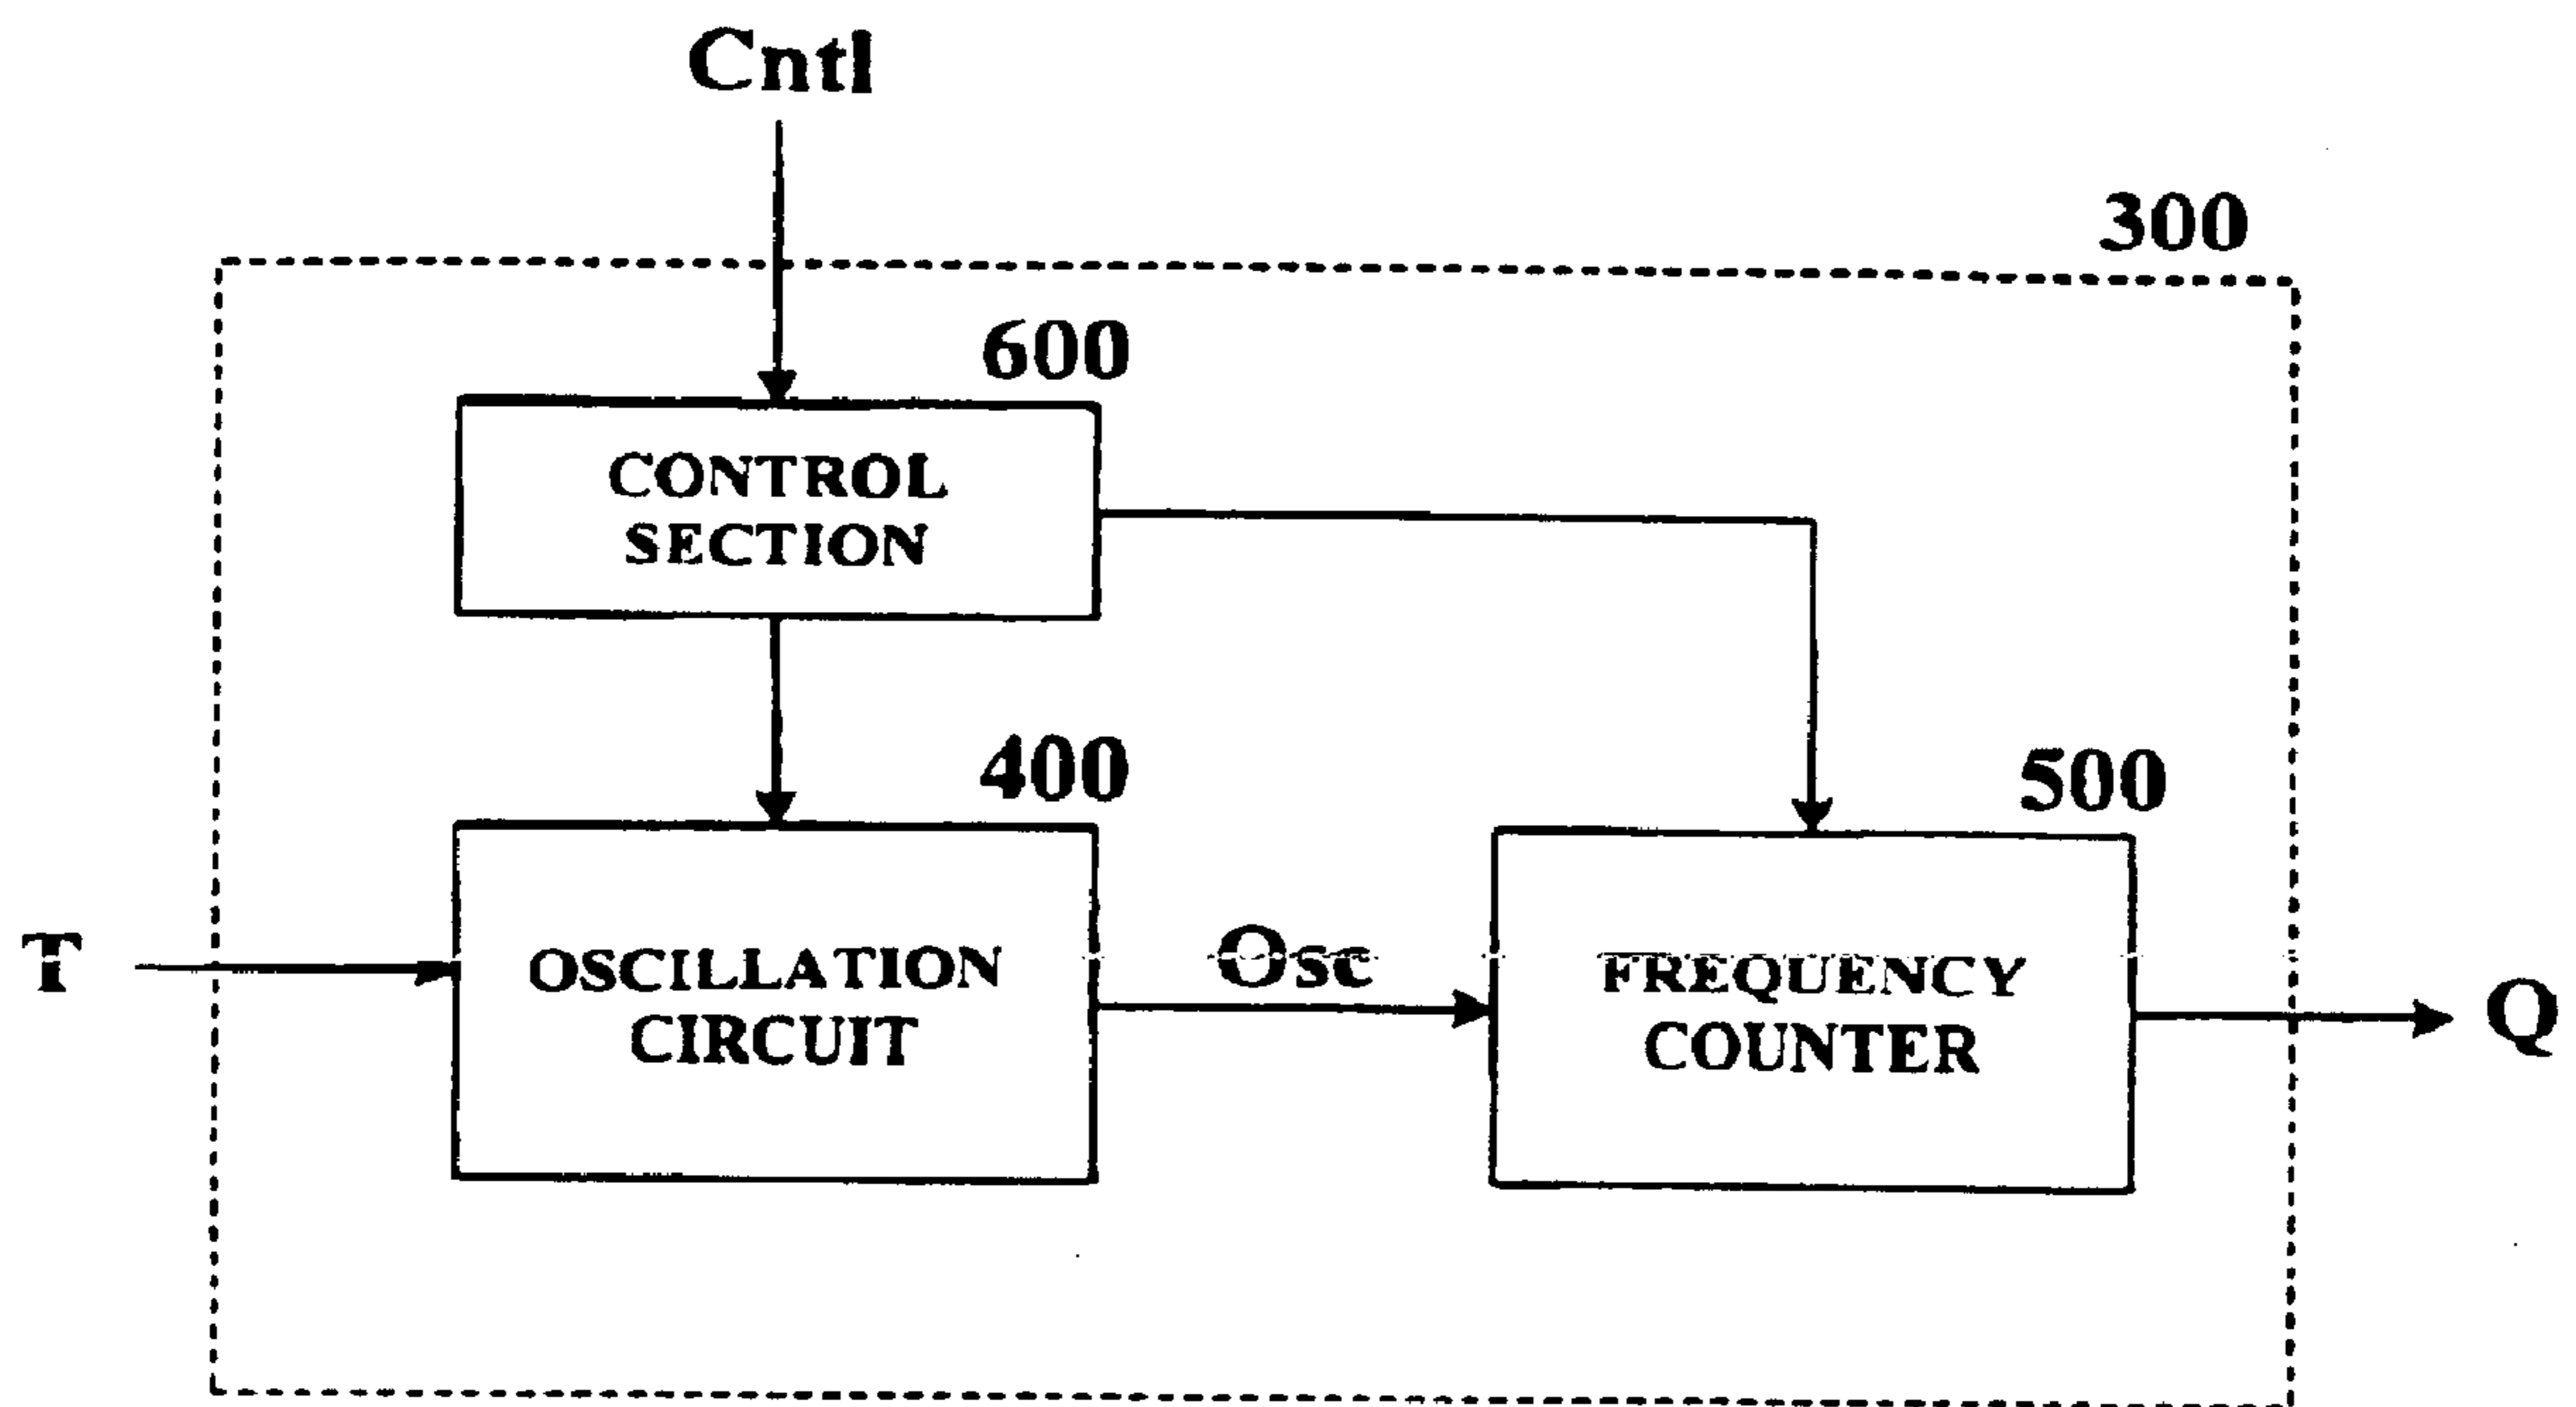 Cntl
300
600
CONTROL
SECTION
400
500
T
OSCILLATION
CIRCUIT
Osc
FREQUENCY
COUNTER
Q